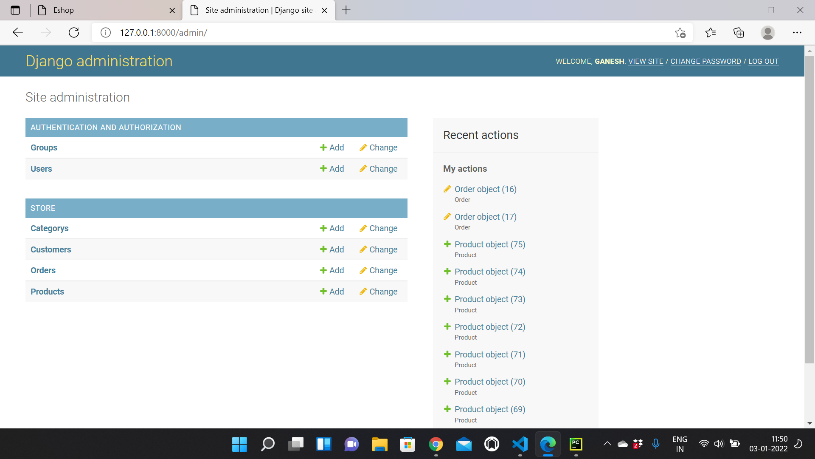 Eshop
Site administration | Django site
127.0.0.1:8000/admin/
Django administration
WELCOME, GANESH. VIEW SITE / CHANGE PASSWORD / LOG OUT
Site administration
AUTHENTICATION AND AUTHORIZATION
Groups Add Change
Users Add Change
STORE
Categorys Add Change
Customers Add Change
Orders Add Change
Products Add Change
Recent actions
My actions
Order object (16)
Order
Order object (17)
Order
Product object (75)
Product
Product object (74)
Product
Product object (73)
Product
Product object (72)
Product
Product object (71)
Product
Product object (70)
Product
Product object (69)
Product
PC
ENG
IN
11:50
03-01-2022